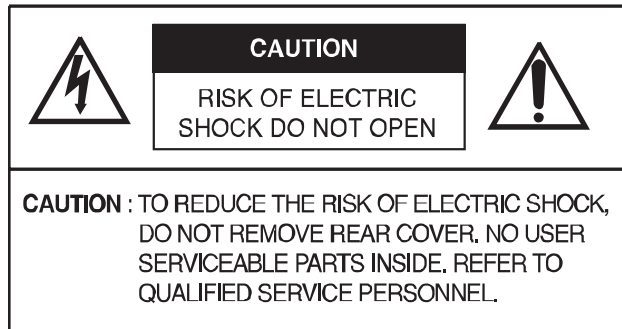 CAUTION
RISK OF ELECTRIC
SHOCK DO NOT OPEN
CAUTION : TO REDUCE THE RISK OF ELECTRIC SHOCK,
DO NOT REMOVE REAR COVER. NO USER
SERVICEABLE PARTS INSIDE. REFER TO
QUALIFIED SERVICE PERSONNEL.